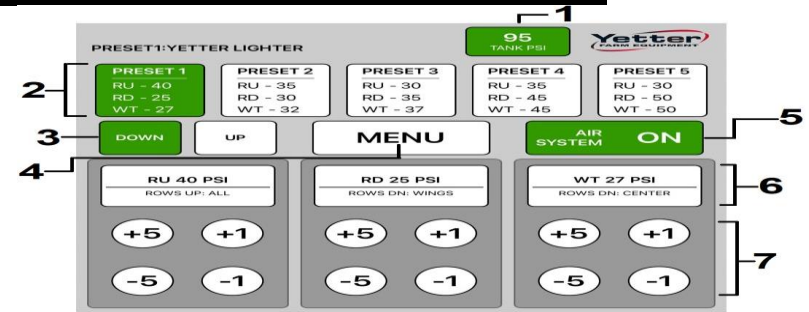 1
95
TANK PSI
Yetter
FARM EQUIPMENT
PRESET1:YETTER LIGHTER
2
PRESET 1
RU - 40
RD - 25
WT - 27
PRESET 2
RU - 35
RD - 30
WT - 32
PRESET 3
RU - 30
RD - 35
WT - 37
PRESET 4
RU - 35
RD - 45
WT - 45
PRESET 5
RU - 30
RD - 50
WT - 50
3
DOWN
UP
MENU
AIR SYSTEM ON
5
4
RU 40 PSI
ROWS UP: ALL
RD 25 PSI
ROWS DN: WINGS
WT 27 PSI
ROWS DN: CENTER
6
+5 +1
-5 -1
+5 +1
-5 -1
+5 +1
-5 -1
7